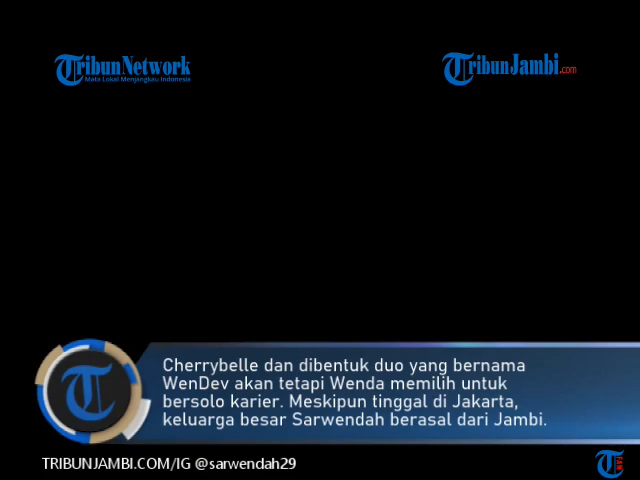 TribunNetwork
Mata Lokal Menjangkau Indonesia
TribunJambi.com
Cherrybelle dan dibentuk duo yang bernama
WenDev akan tetapi Wenda memilih untuk
bersolo karier. Meskipun tinggal di Jakarta,
keluarga besar Sarwendah berasal dari Jambi.
T
TRIBUNJAMBI.COM/IG @sarwendah29
T